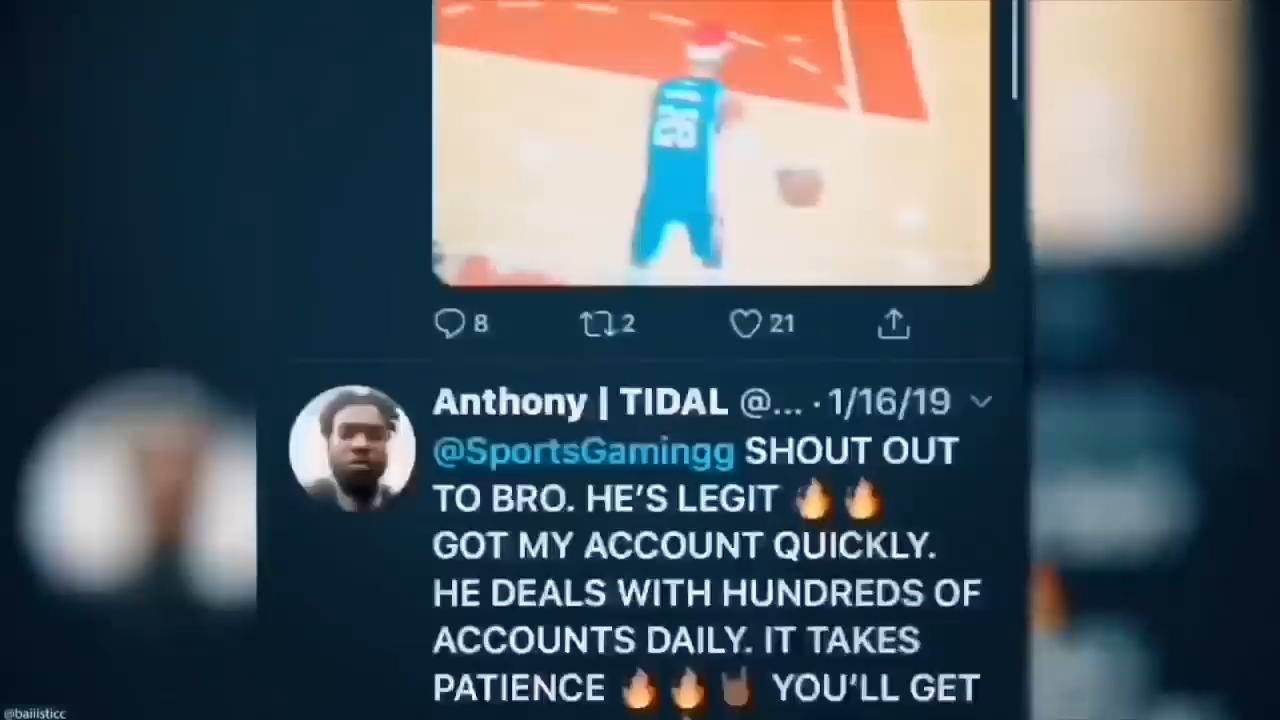 26
8 2 21
Anthony | TIDAL @... · 1/16/19
@SportsGamingg SHOUT OUT
TO BRO. HE'S LEGIT 🔥🔥
GOT MY ACCOUNT QUICKLY.
HE DEALS WITH HUNDREDS OF
ACCOUNTS DAILY. IT TAKES
PATIENCE 🔥🔥🤘🏾 YOU'LL GET
@baiiisticc